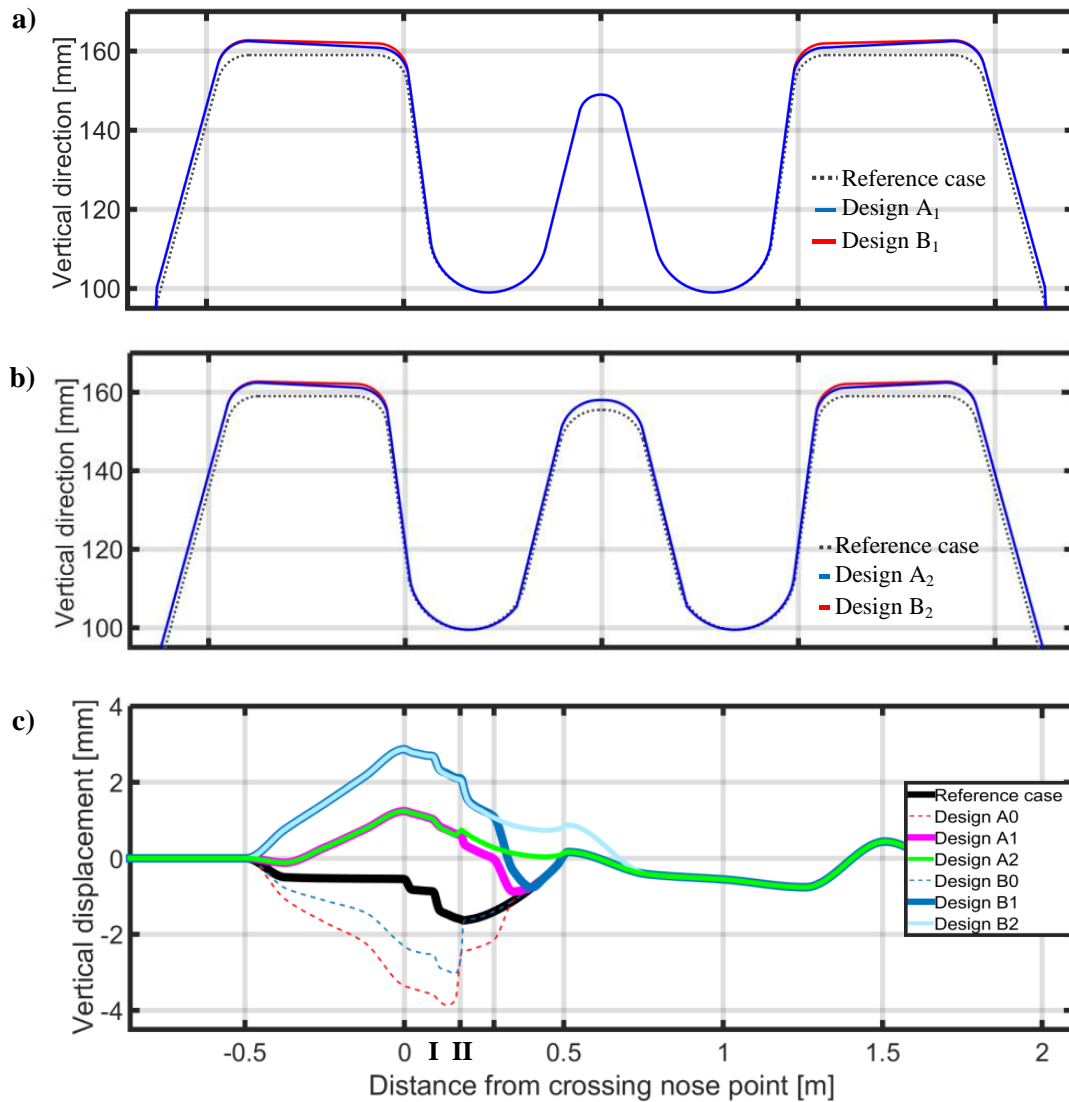 a)
Vertical direction [mm]
160
140
120
100
Reference case
Design A1
Design B1
b)
Vertical direction [mm]
160
140
120
100
Reference case
Design A2
Design B2
c)
Vertical displacement [mm]
4
2
0
-2
-4
Reference case
Design A0
Design A1
Design A2
Design B0
Design B1
Design B2
-0.5 0 I II 0.5 1 1.5 2
Distance from crossing nose point [m]